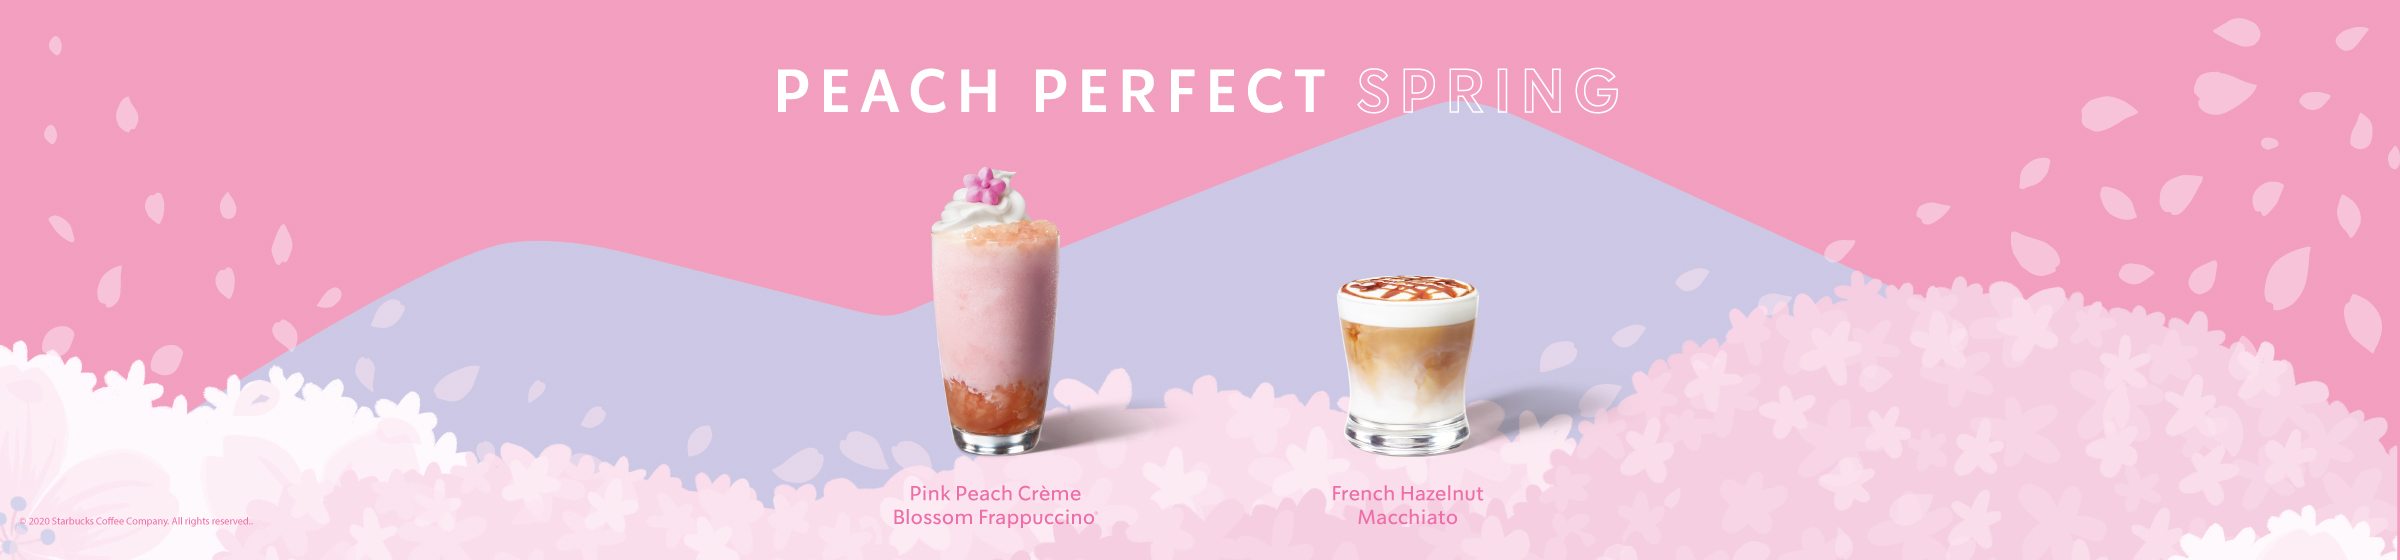 PEACH PERFECT SPRING
Pink Peach Crème
Blossom Frappuccino
French Hazelnut
Macchiato
© 2020 Starbucks Coffee Company. All rights reserved..